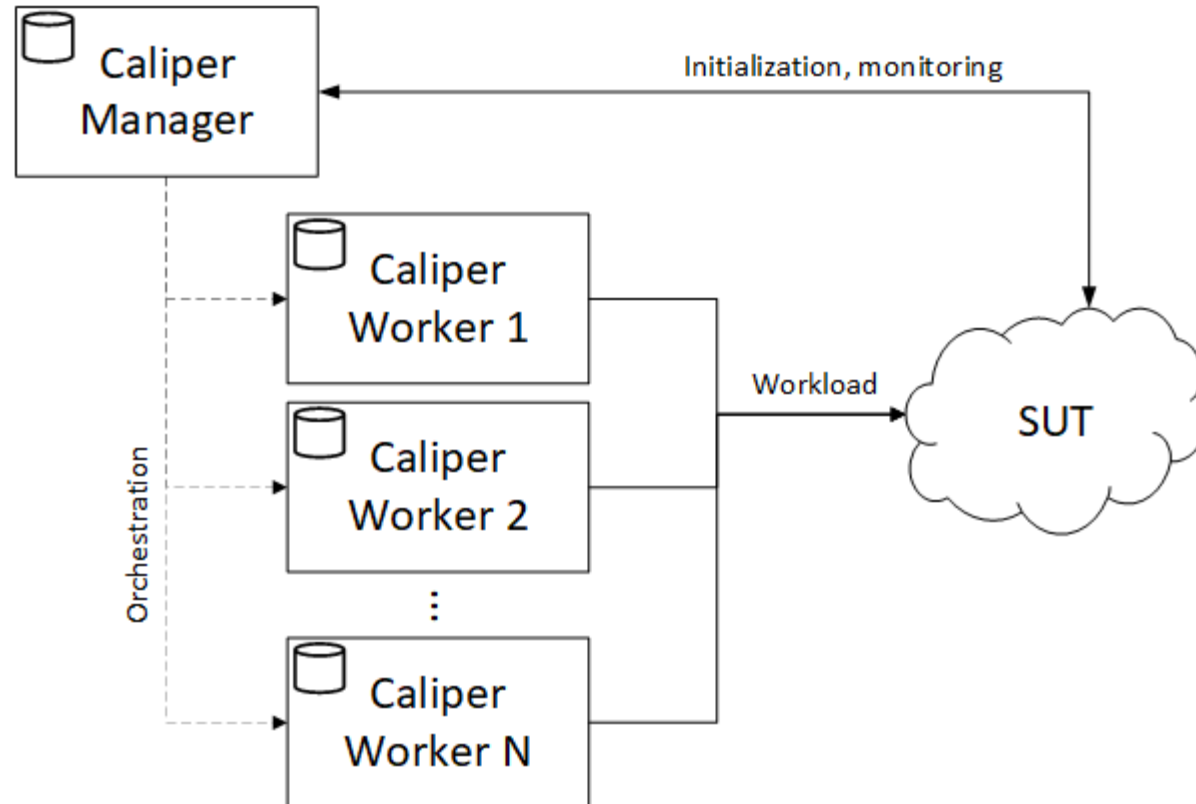 Caliper
Manager
Initialization, monitoring
Caliper
Worker 1
Workload
SUT
Caliper
Worker 2
Orchestration
⋮
Caliper
Worker N